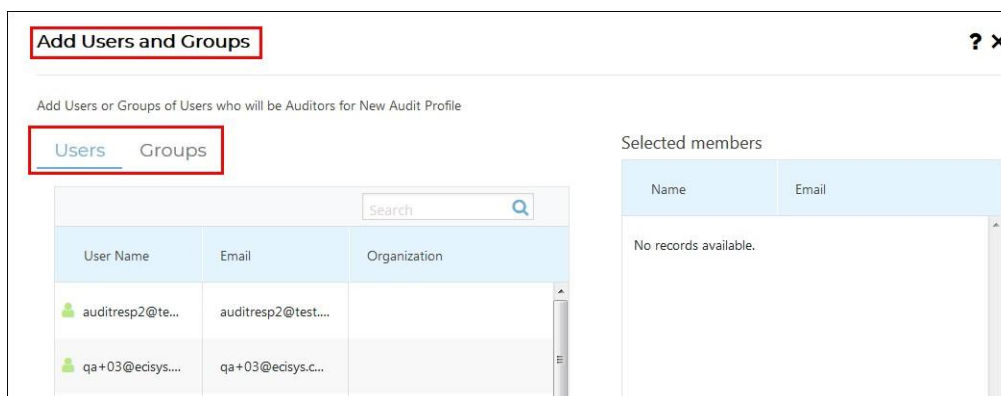 Add Users and Groups
? ×
Add Users or Groups of Users who will be Auditors for New Audit Profile
Users Groups
Search
User Name Email Organization
auditresp2@te... auditresp2@test....
qa+03@ecisys.... qa+03@ecisys.c...
Selected members
Name Email
No records available.